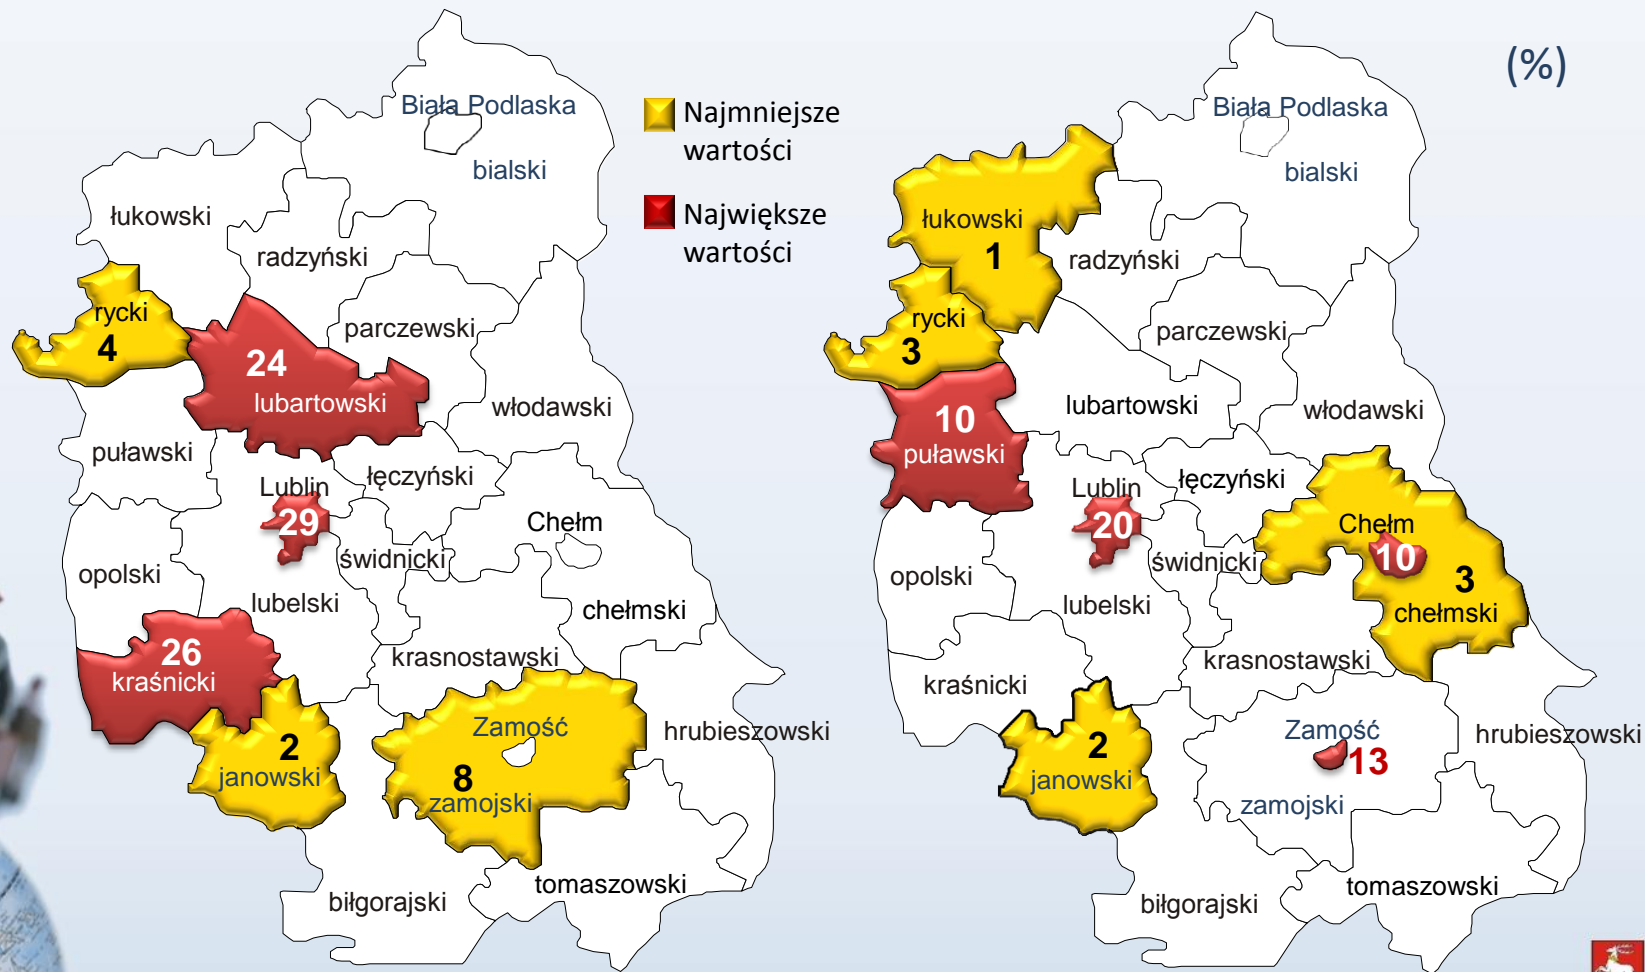 Biała Podlaska
bialski
łukowski
radzyński
rycki
4
parczewski
24
lubartowski
włodawski
puławski
łęczyński
Lublin
29
Chełm
świdnicki
opolski
lubelski
chełmski
26
kraśnicki
krasnostawski
2
janowski
Zamość
8
zamojski
hrubieszowski
tomaszowski
biłgorajski
Najmniejsze
wartości
Największe
wartości
(%)
Biała Podlaska
bialski
łukowski
1
radzyński
rycki
3
parczewski
lubartowski
włodawski
10
puławski
łęczyński
Lublin
20
Chełm
10
świdnicki
opolski
3
chełmski
lubelski
krasnostawski
kraśnicki
2
janowski
Zamość
13
zamojski
hrubieszowski
tomaszowski
biłgorajski